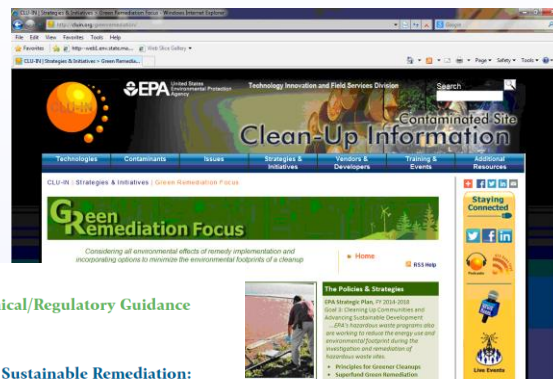 CLU-IN | Strategies & Initiatives > Green Remediation Focus - Windows Internet Explorer
File Edit View Favorites Tools Help
Favorites
Web Slice Gallery
CLU-IN | Strategies & Initiatives > Green Remedia...
Page Safety Tools
CLU-IN
EPA United States Environmental Protection Agency
Technology Innovation and Field Services Division
Search
Contaminated Site
Clean-Up Information
Technologies Contaminants Issues Strategies & Initiatives Vendors & Developers Training & Events Additional Resources
CLU-IN | Strategies & Initiatives | Green Remediation Focus
Staying Connected
Green Remediation Focus
Considering all environmental effects of remedy implementation and
incorporating options to minimize the environmental footprints of a cleanup
Home
RSS Help
Podcasts
The Policies & Strategies
EPA Strategic Plan, FY 2014-2018
Goal 3: Cleaning Up Communities and
Advancing Sustainable Development
...EPA's hazardous waste programs also
are working to reduce the energy use and
environmental footprint during the
investigation and remediation of
hazardous waste sites.
Principles for Greener Cleanups
Superfund Green Remediation
Live Events
nical/Regulatory Guidance
Sustainable Remediation: